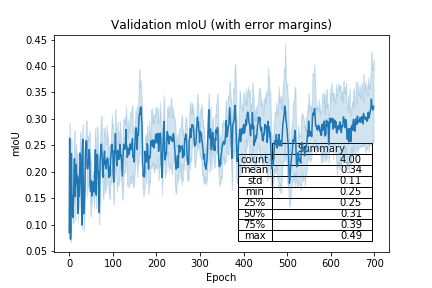 Validation mIoU (with error margins)
0.45
0.40
0.35
0.30
0.25
0.20
0.15
0.10
0.05
mIoU
Summary
count 4.00
mean 0.34
std 0.11
min 0.25
25% 0.25
50% 0.31
75% 0.39
max 0.49
0 100 200 300 400 500 600 700
Epoch